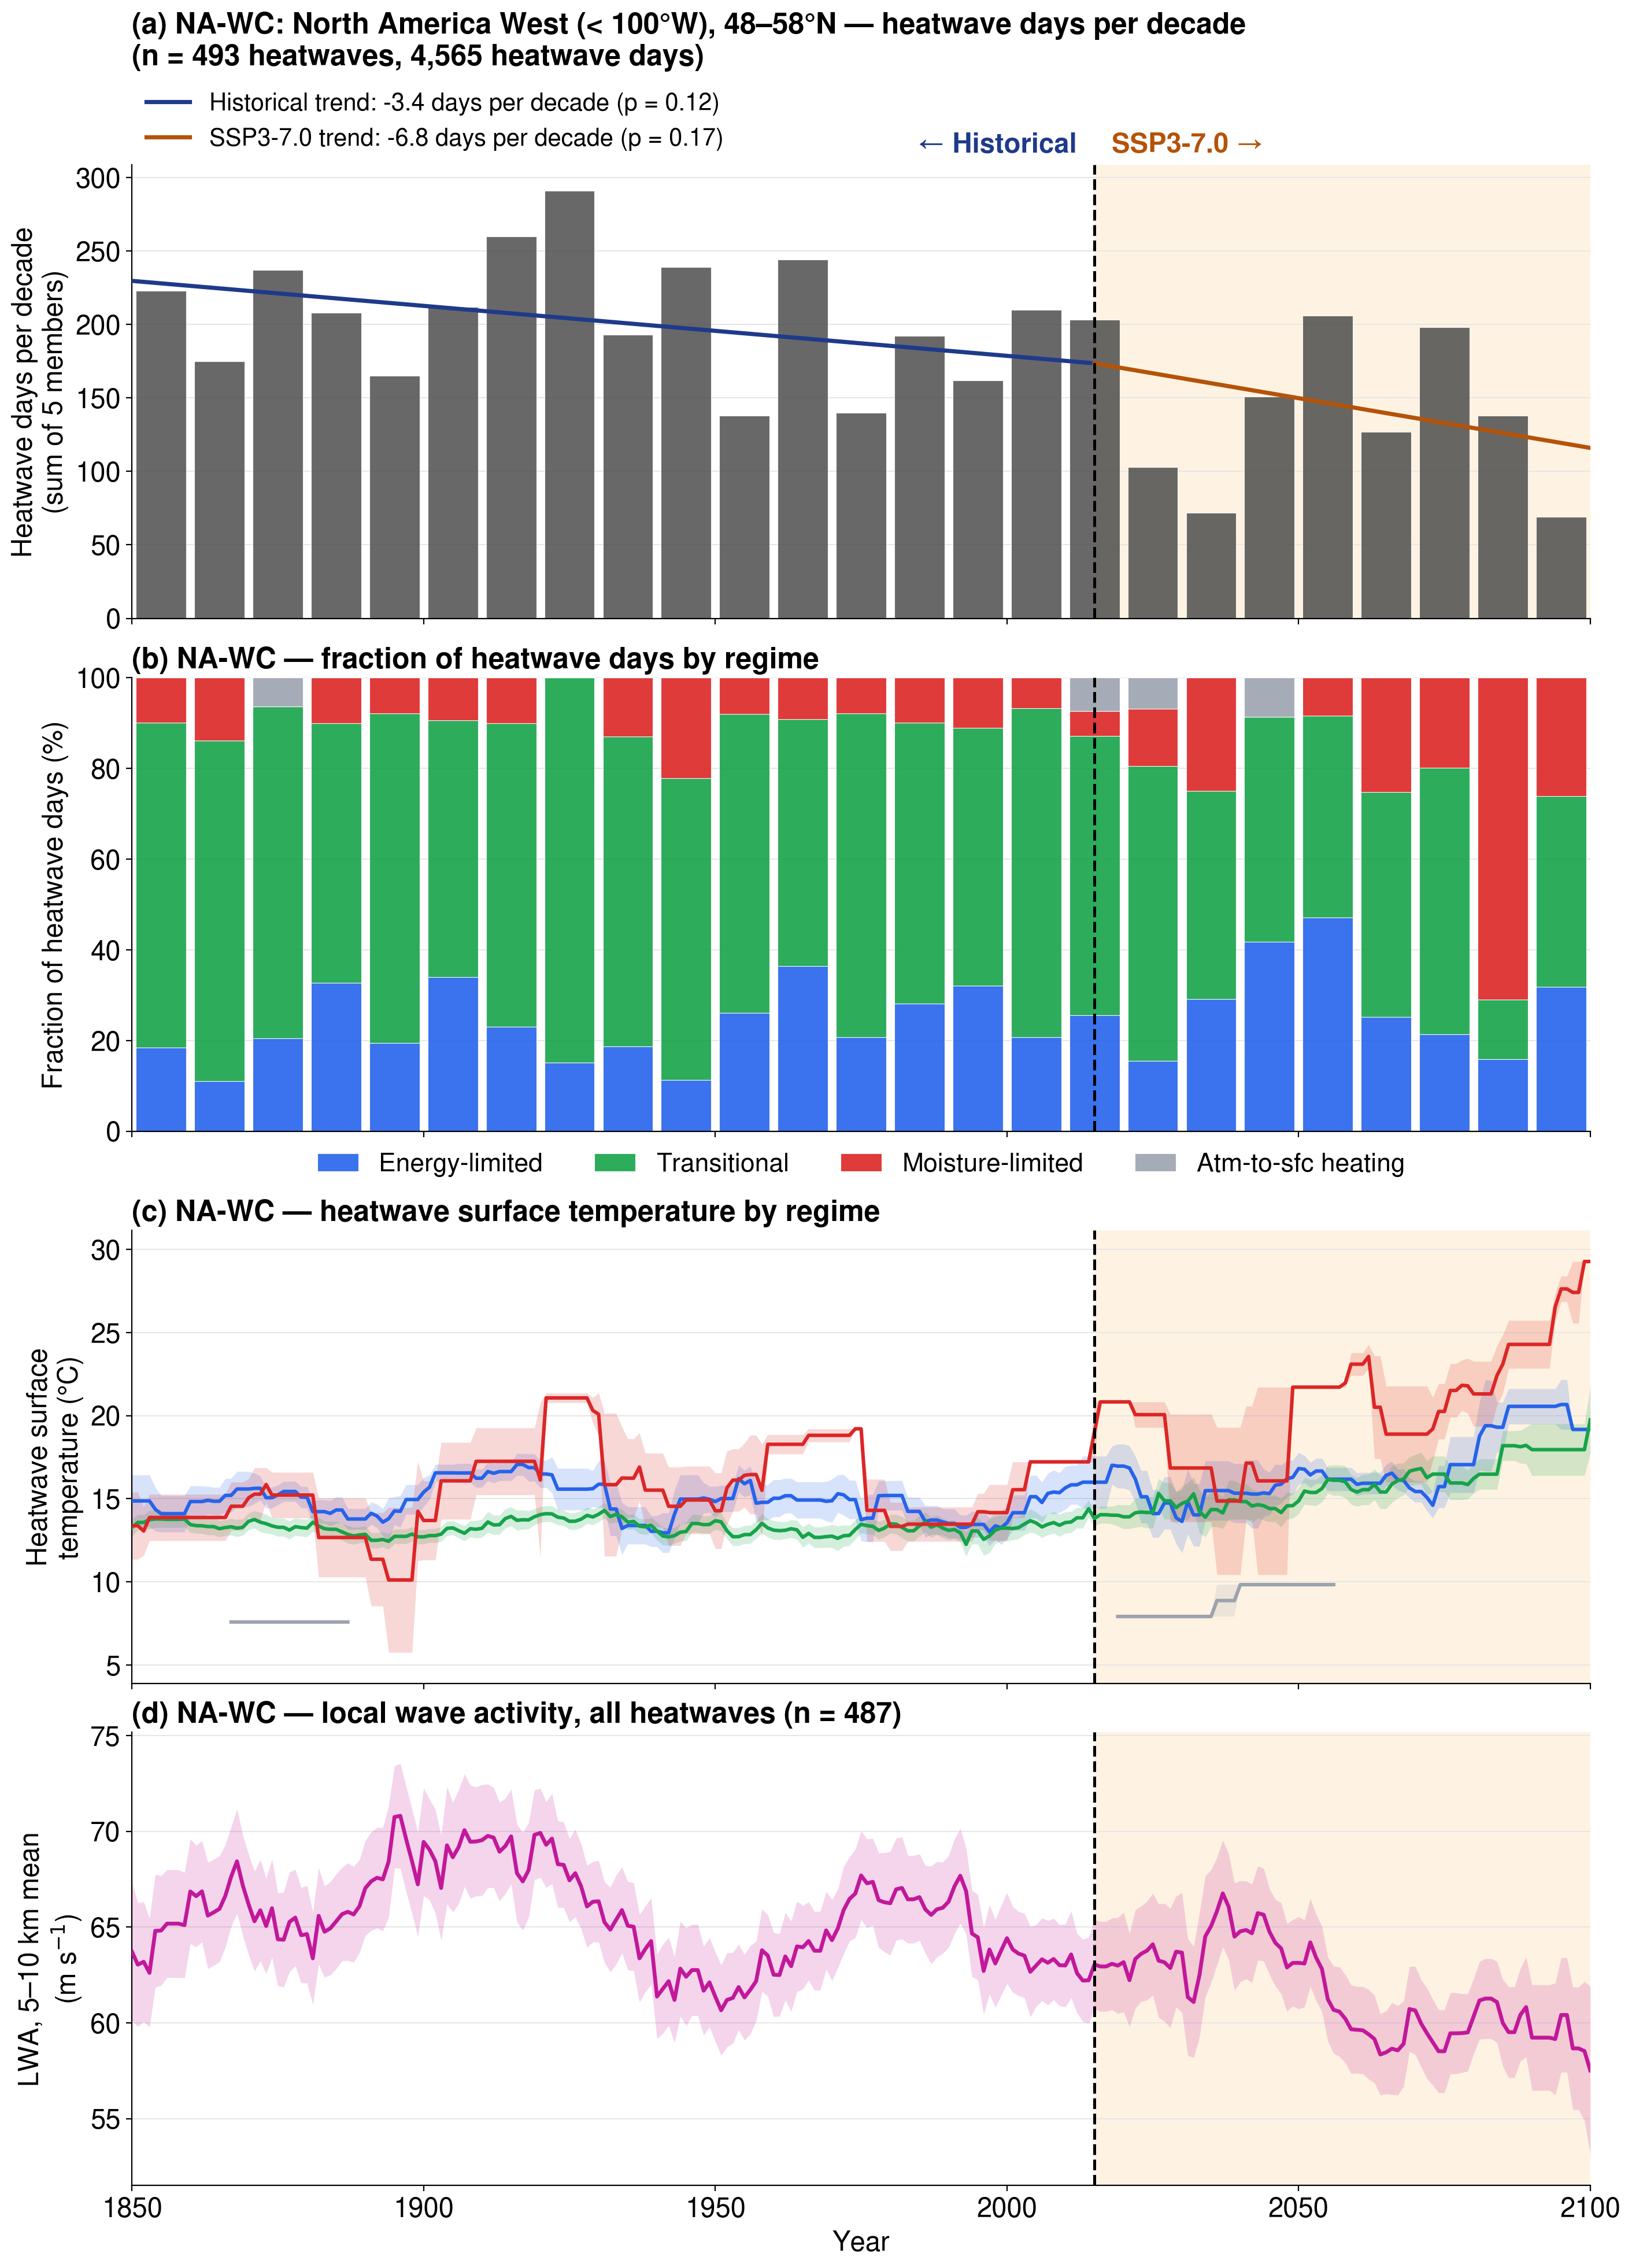 (a) NA-WC: North America West (< 100°W), 48–58°N — heatwave days per decade
(n = 493 heatwaves, 4,565 heatwave days)
Historical trend: -3.4 days per decade (p = 0.12)
SSP3-7.0 trend: -6.8 days per decade (p = 0.17)
← Historical
SSP3-7.0 →
Heatwave days per decade
(sum of 5 members)
300
250
200
150
100
50
0
(b) NA-WC — fraction of heatwave days by regime
Fraction of heatwave days (%)
100
80
60
40
20
0
Energy-limited
Transitional
Moisture-limited
Atm-to-sfc heating
(c) NA-WC — heatwave surface temperature by regime
Heatwave surface
temperature (°C)
30
25
20
15
10
5
(d) NA-WC — local wave activity, all heatwaves (n = 487)
LWA, 5–10 km mean
(m s⁻¹)
75
70
65
60
55
1850
1900
1950
2000
2050
2100
Year